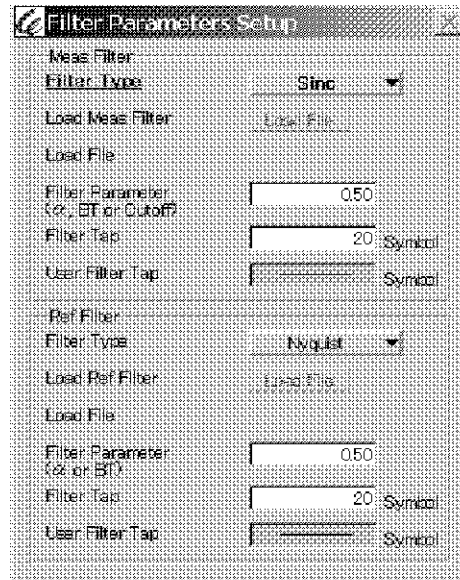 Filter Parameters Setup
Meas Filter
Filter Type Sinc
Load Meas Filter Load File...
Load File
Filter Parameter 0.50
(α, BT or Cutoff)
Filter Tap 20 Symbol
User Filter Tap Symbol
Ref Filter
Filter Type Nyquist
Load Ref Filter Load File...
Load File
Filter Parameter 0.50
(α or BT)
Filter Tap 20 Symbol
User Filter Tap Symbol